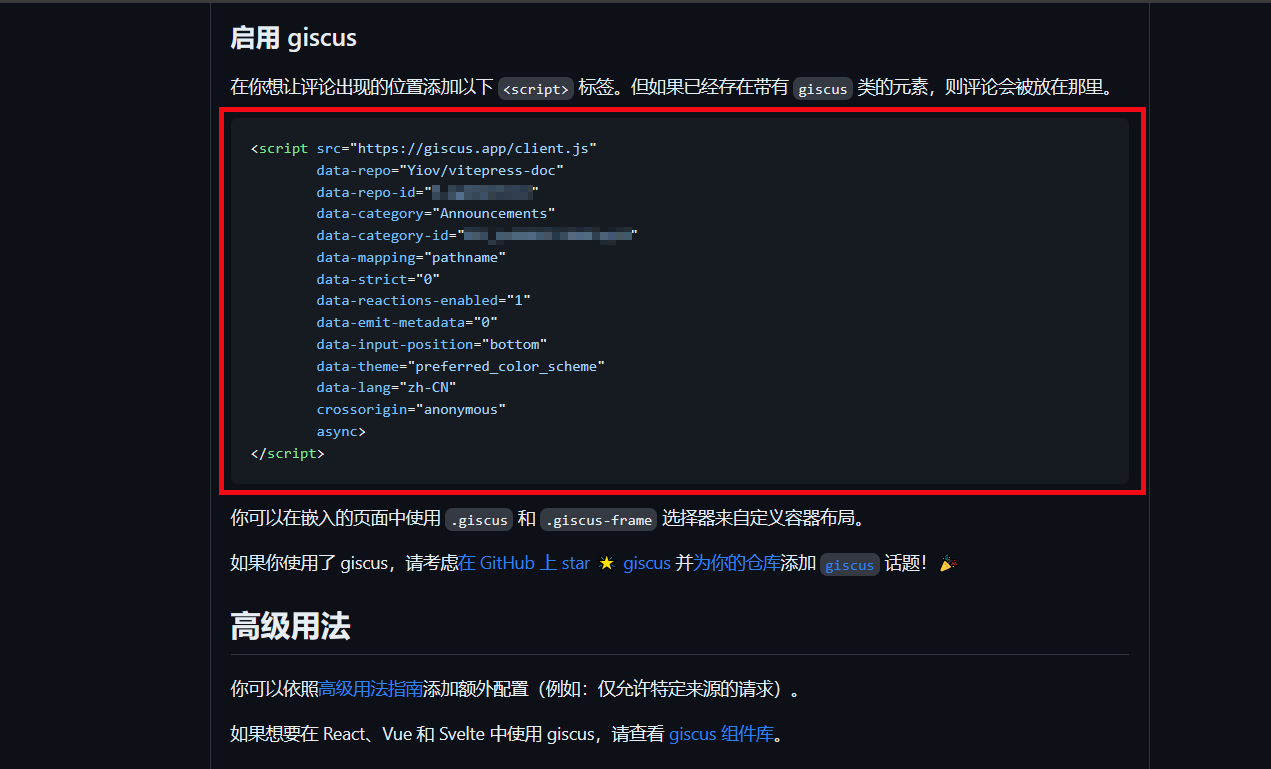 启用 giscus
在你想让评论出现的位置添加以下 <script> 标签。但如果已经存在带有 giscus 类的元素，则评论会被放在那里。
<script src="https://giscus.app/client.js"
data-repo="Yiov/vitepress-doc"
data-repo-id=""
data-category="Announcements"
data-category-id=""
data-mapping="pathname"
data-strict="0"
data-reactions-enabled="1"
data-emit-metadata="0"
data-input-position="bottom"
data-theme="preferred_color_scheme"
data-lang="zh-CN"
crossorigin="anonymous"
async>
</script>
你可以在嵌入的页面中使用 .giscus 和 .giscus-frame 选择器来自定义容器布局。
如果你使用了 giscus，请考虑在 GitHub 上 star 🌟 giscus 并为你的仓库添加 giscus 话题！🎉
高级用法
你可以依照高级用法指南添加额外配置（例如：仅允许特定来源的请求）。
如果想要在 React、Vue 和 Svelte 中使用 giscus，请查看 giscus 组件库。